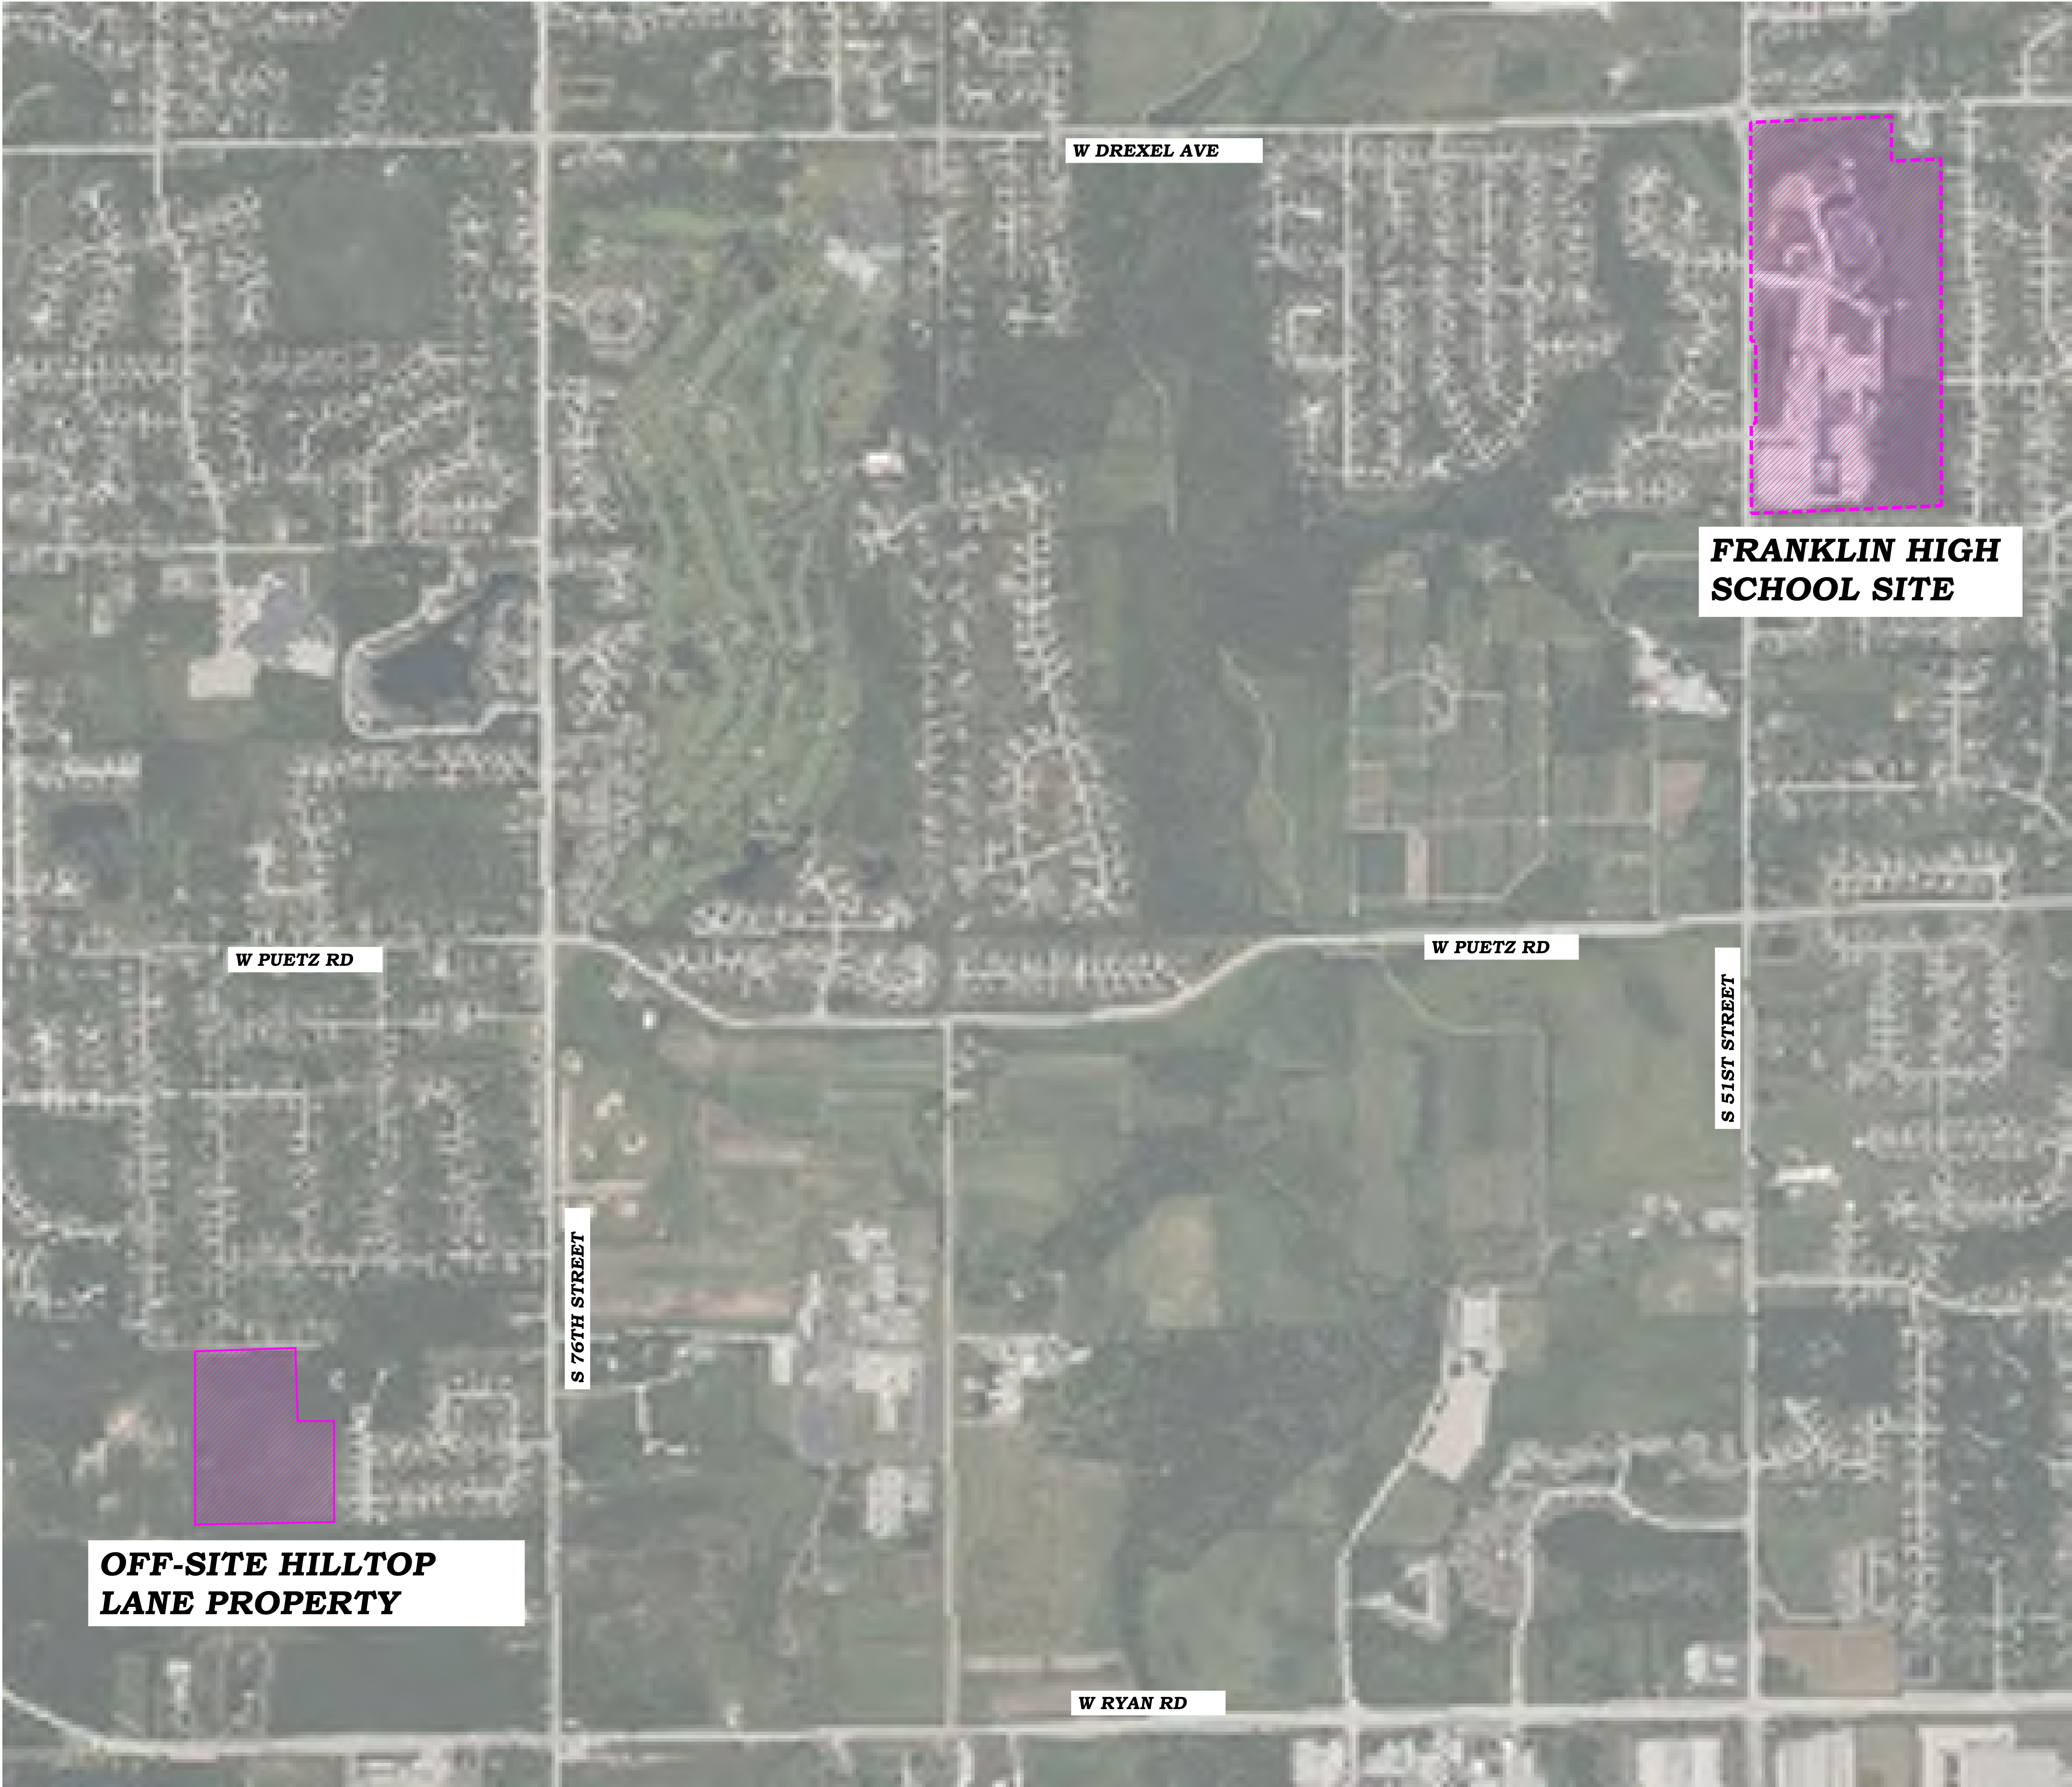 W DREXEL AVE
FRANKLIN HIGH
SCHOOL SITE
W PUETZ RD
W PUETZ RD
S 51ST STREET
S 76TH STREET
OFF-SITE HILLTOP
LANE PROPERTY
W RYAN RD